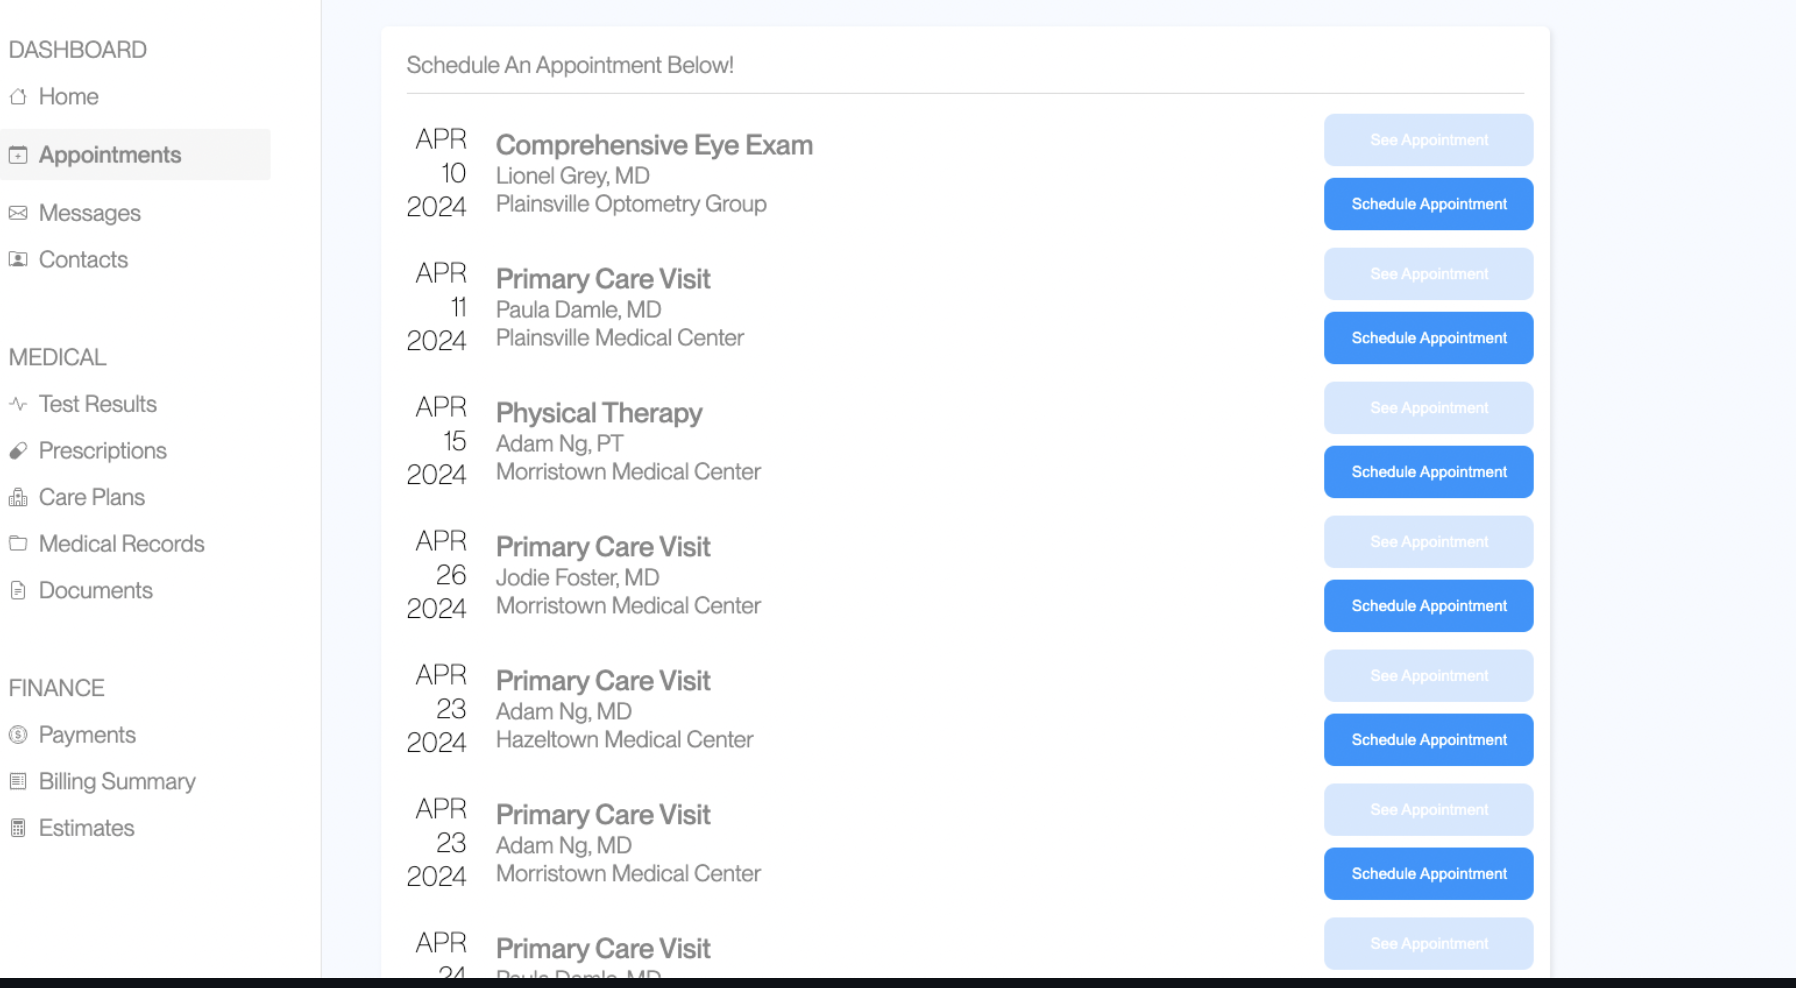 DASHBOARD
Home
Appointments
Messages
Contacts
MEDICAL
Test Results
Prescriptions
Care Plans
Medical Records
Documents
FINANCE
Payments
Billing Summary
Estimates
Schedule An Appointment Below!
APR
10
2024
Comprehensive Eye Exam
Lionel Grey, MD
Plainsville Optometry Group
See Appointment
Schedule Appointment
APR
11
2024
Primary Care Visit
Paula Damle, MD
Plainsville Medical Center
See Appointment
Schedule Appointment
APR
15
2024
Physical Therapy
Adam Ng, PT
Morristown Medical Center
See Appointment
Schedule Appointment
APR
26
2024
Primary Care Visit
Jodie Foster, MD
Morristown Medical Center
See Appointment
Schedule Appointment
APR
23
2024
Primary Care Visit
Adam Ng, MD
Hazeltown Medical Center
See Appointment
Schedule Appointment
APR
23
2024
Primary Care Visit
Adam Ng, MD
Morristown Medical Center
See Appointment
Schedule Appointment
APR
24
Primary Care Visit
Paula Damle, MD
See Appointment